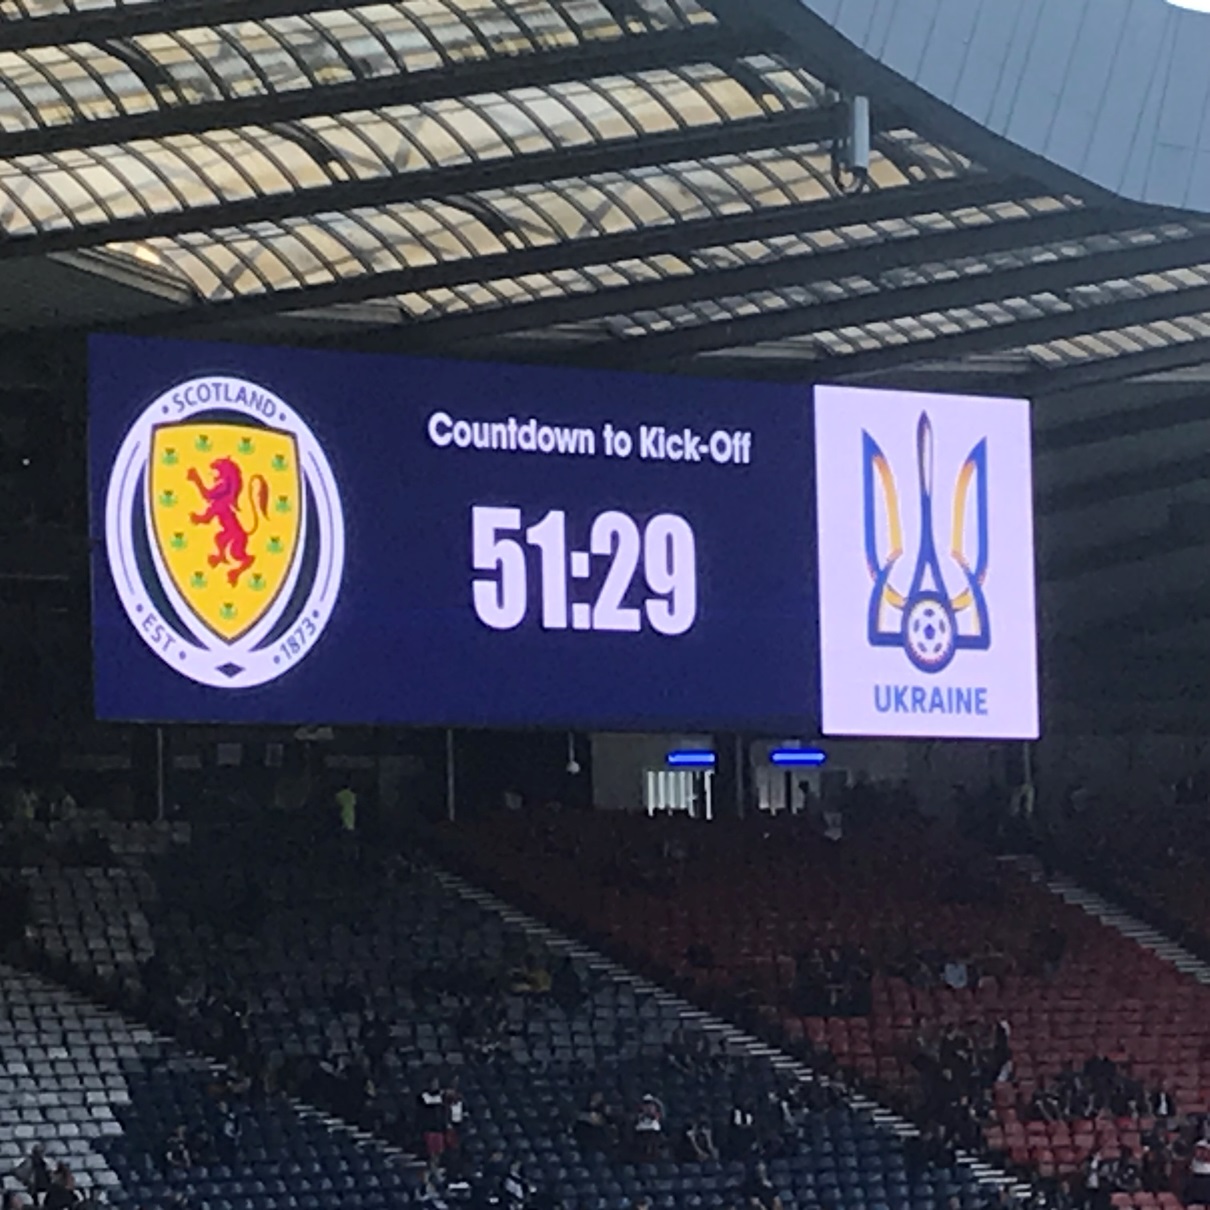 SCOTLAND
EST. 1873
Countdown to Kick-Off
51:29
UKRAINE